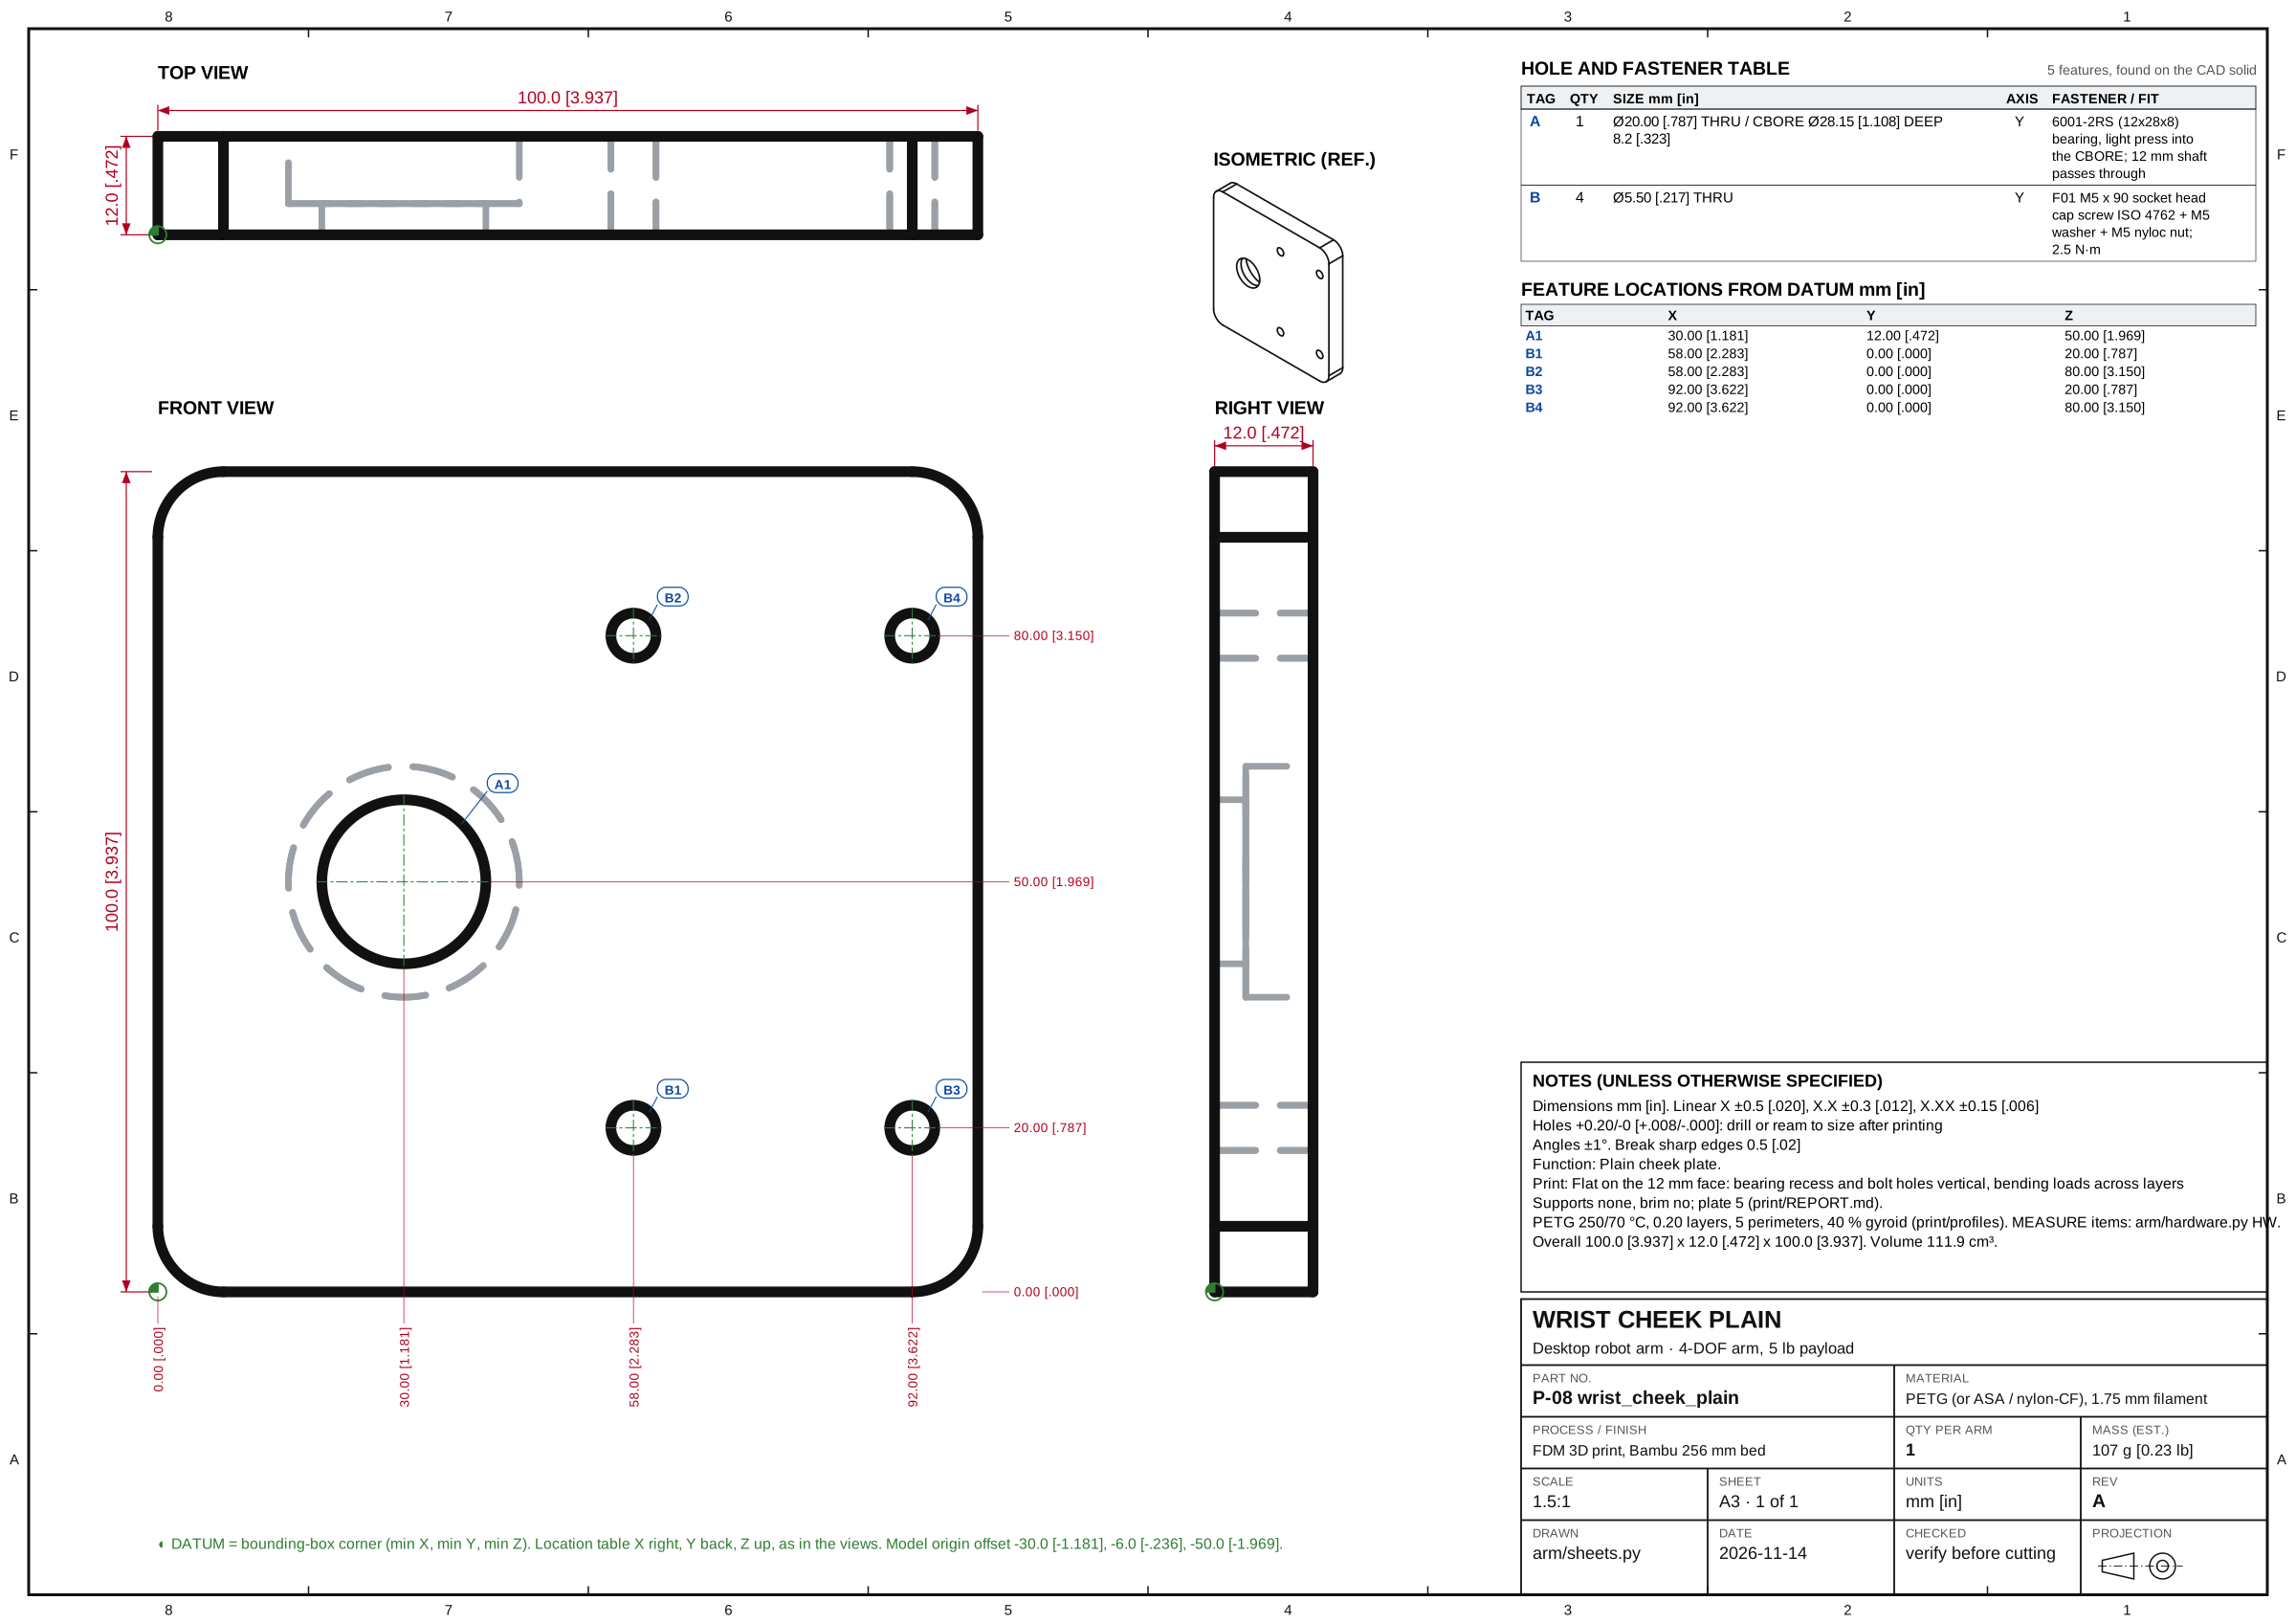 8 7 6 5 4 3 2 1
F E D C B A
TOP VIEW
100.0 [3.937]
12.0 [.472]
ISOMETRIC (REF.)
FRONT VIEW
100.0 [3.937]
B2
B4
80.00 [3.150]
A1
50.00 [1.969]
B1
B3
20.00 [.787]
0.00 [.000]
0.00 [.000]
30.00 [1.181]
58.00 [2.283]
92.00 [3.622]
RIGHT VIEW
12.0 [.472]
HOLE AND FASTENER TABLE
5 features, found on the CAD solid
TAG QTY SIZE mm [in] AXIS FASTENER / FIT
A 1 Ø20.00 [.787] THRU / CBORE Ø28.15 [1.108] DEEP Y 6001-2RS (12x28x8)
8.2 [.323] bearing, light press into
the CBORE; 12 mm shaft
passes through
B 4 Ø5.50 [.217] THRU Y F01 M5 x 90 socket head
cap screw ISO 4762 + M5
washer + M5 nyloc nut;
2.5 N·m
FEATURE LOCATIONS FROM DATUM mm [in]
TAG X Y Z
A1 30.00 [1.181] 12.00 [.472] 50.00 [1.969]
B1 58.00 [2.283] 0.00 [.000] 20.00 [.787]
B2 58.00 [2.283] 0.00 [.000] 80.00 [3.150]
B3 92.00 [3.622] 0.00 [.000] 20.00 [.787]
B4 92.00 [3.622] 0.00 [.000] 80.00 [3.150]
NOTES (UNLESS OTHERWISE SPECIFIED)
Dimensions mm [in]. Linear X ±0.5 [.020], X.X ±0.3 [.012], X.XX ±0.15 [.006]
Holes +0.20/-0 [+.008/-.000]: drill or ream to size after printing
Angles ±1°. Break sharp edges 0.5 [.02]
Function: Plain cheek plate.
Print: Flat on the 12 mm face: bearing recess and bolt holes vertical, bending loads across layers
Supports none, brim no; plate 5 (print/REPORT.md).
PETG 250/70 °C, 0.20 layers, 5 perimeters, 40 % gyroid (print/profiles). MEASURE items: arm/hardware.py HW.
Overall 100.0 [3.937] x 12.0 [.472] x 100.0 [3.937]. Volume 111.9 cm³.
WRIST CHEEK PLAIN
Desktop robot arm · 4-DOF arm, 5 lb payload
PART NO. MATERIAL
P-08 wrist_cheek_plain PETG (or ASA / nylon-CF), 1.75 mm filament
PROCESS / FINISH QTY PER ARM MASS (EST.)
FDM 3D print, Bambu 256 mm bed 1 107 g [0.23 lb]
SCALE SHEET UNITS REV
1.5:1 A3 · 1 of 1 mm [in] A
DRAWN DATE CHECKED PROJECTION
arm/sheets.py 2026-11-14 verify before cutting
DATUM = bounding-box corner (min X, min Y, min Z). Location table X right, Y back, Z up, as in the views. Model origin offset -30.0 [-1.181], -6.0 [-.236], -50.0 [-1.969].
F E D C B A
8 7 6 5 4 3 2 1